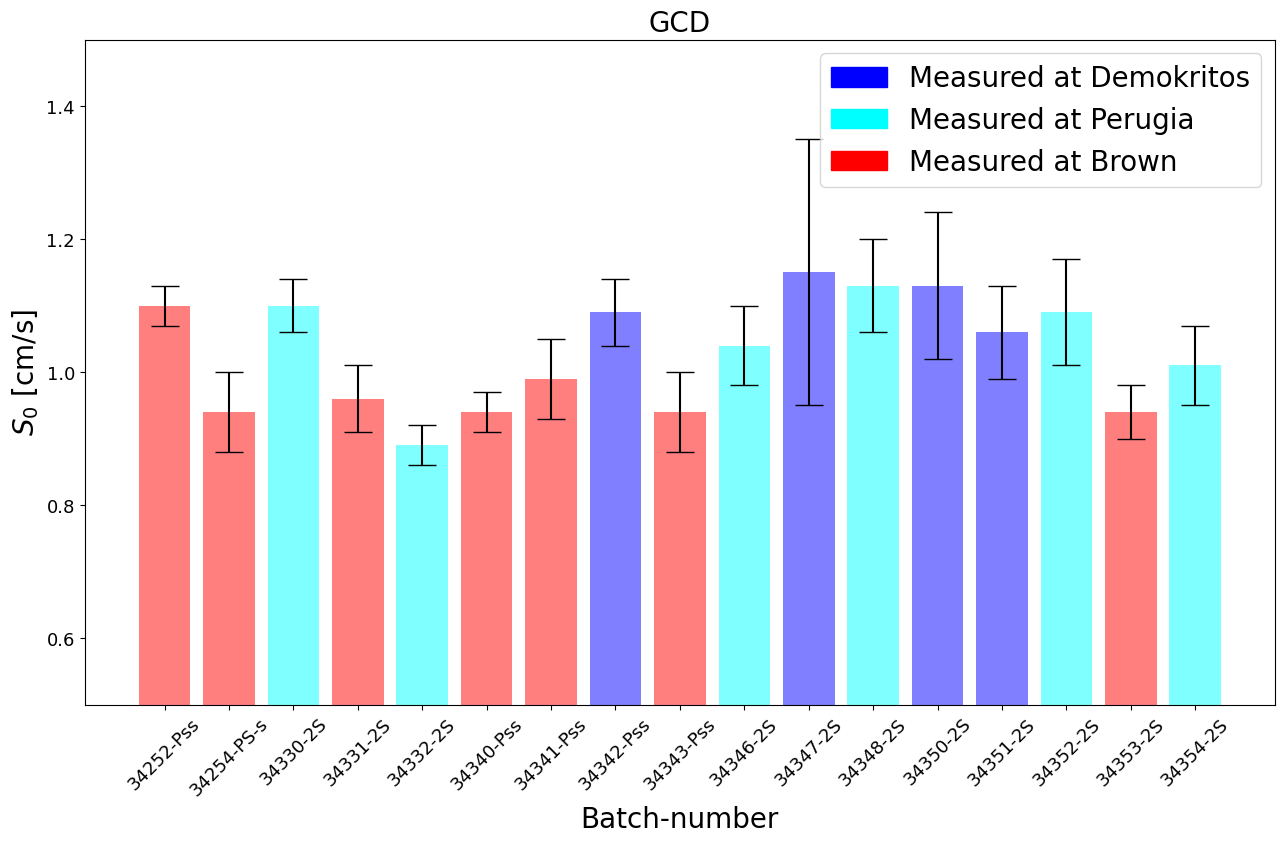 GCD
Measured at Demokritos
Measured at Perugia
Measured at Brown
S₀ [cm/s]
1.4
1.2
1.0
0.8
0.6
34252-Pss
34254-PS-s
34330-2S
34331-2S
34332-2S
34340-Pss
34341-Pss
34342-Pss
34343-Pss
34346-2S
34347-2S
34348-2S
34350-2S
34351-2S
34352-2S
34353-2S
34354-2S
Batch-number